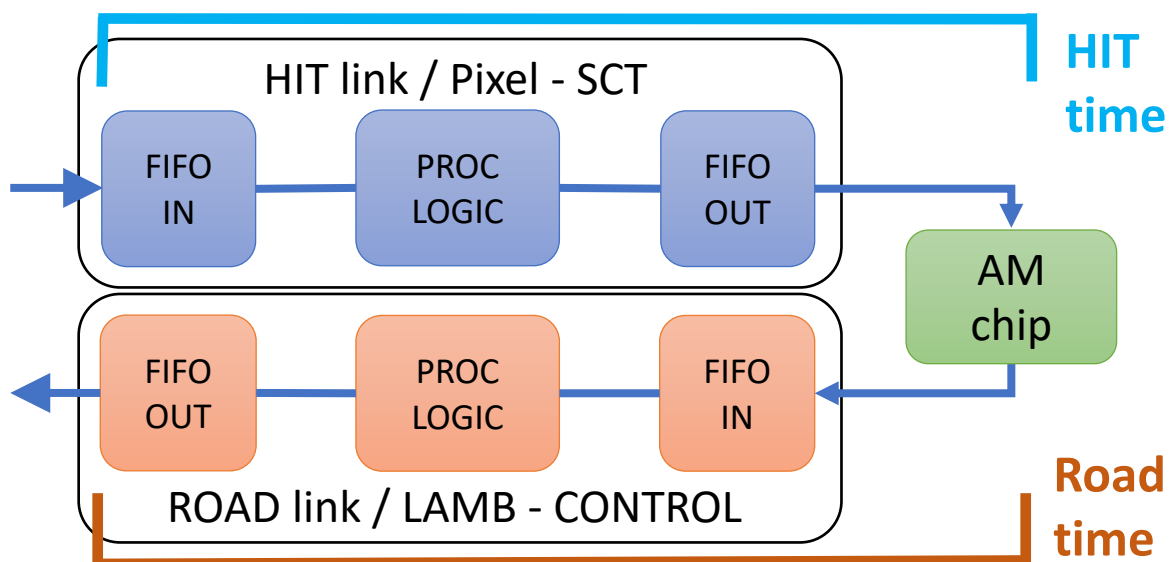 HIT link / Pixel - SCT
HIT
time
FIFO
IN
PROC
LOGIC
FIFO
OUT
AM
chip
FIFO
OUT
PROC
LOGIC
FIFO
IN
ROAD link / LAMB - CONTROL
Road
time